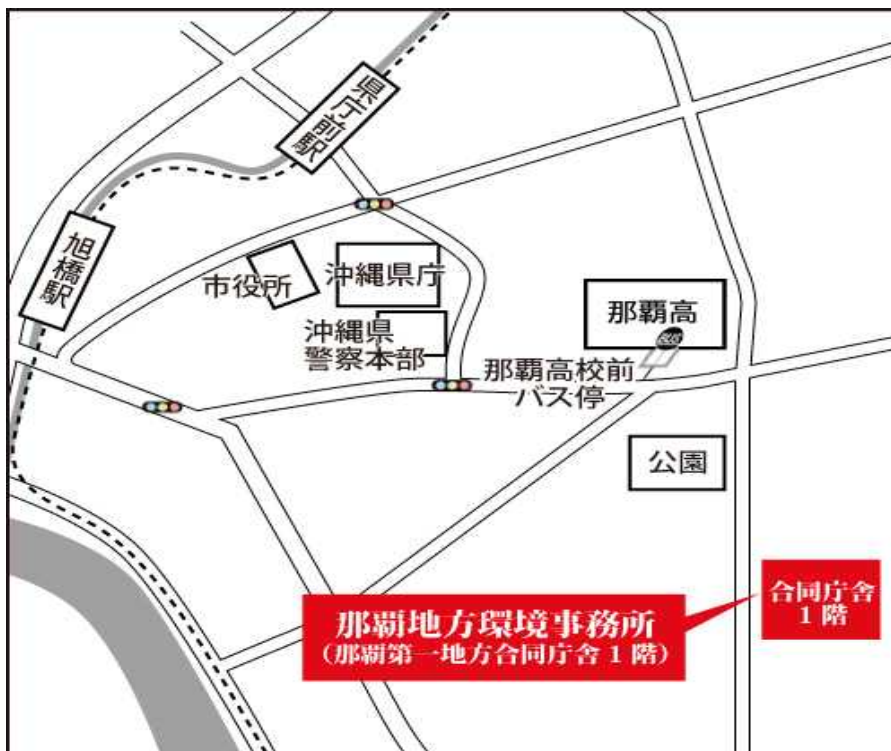 県庁前駅
旭橋駅
市役所
沖縄県庁
沖縄県
警察本部
那覇高
那覇高校前
バス停
公園
合同庁舎
1階
那覇地方環境事務所
(那覇第一地方合同庁舎1階)